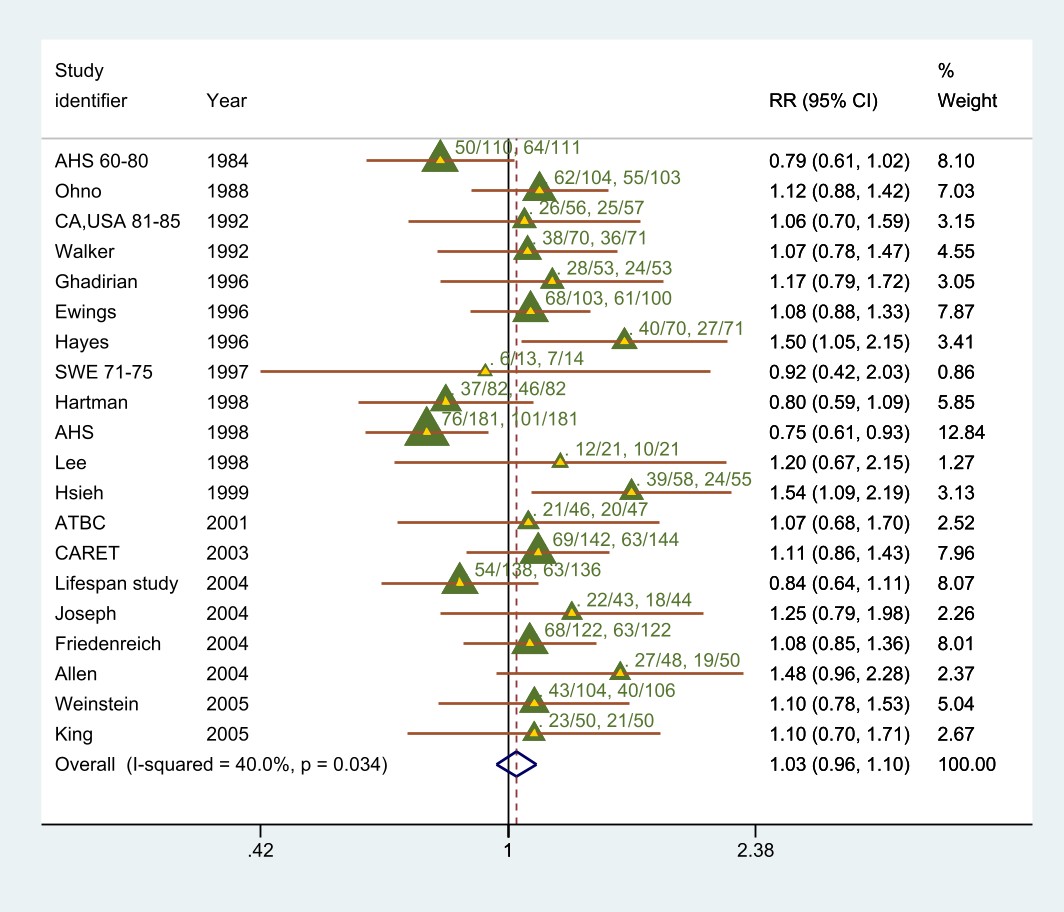 Study %
identifier Year RR (95% CI) Weight
AHS 60-80 1984 50/110, 64/111 0.79 (0.61, 1.02) 8.10
Ohno 1988 62/104, 55/103 1.12 (0.88, 1.42) 7.03
CA,USA 81-85 1992 26/56, 25/57 1.06 (0.70, 1.59) 3.15
Walker 1992 38/70, 36/71 1.07 (0.78, 1.47) 4.55
Ghadirian 1996 28/53, 24/53 1.17 (0.79, 1.72) 3.05
Ewings 1996 68/103, 61/100 1.08 (0.88, 1.33) 7.87
Hayes 1996 40/70, 27/71 1.50 (1.05, 2.15) 3.41
SWE 71-75 1997 6/13, 7/14 0.92 (0.42, 2.03) 0.86
Hartman 1998 37/82, 46/82 0.80 (0.59, 1.09) 5.85
AHS 1998 76/181, 101/181 0.75 (0.61, 0.93) 12.84
Lee 1998 12/21, 10/21 1.20 (0.67, 2.15) 1.27
Hsieh 1999 39/58, 24/55 1.54 (1.09, 2.19) 3.13
ATBC 2001 21/46, 20/47 1.07 (0.68, 1.70) 2.52
CARET 2003 69/142, 63/144 1.11 (0.86, 1.43) 7.96
Lifespan study 2004 54/138, 63/136 0.84 (0.64, 1.11) 8.07
Joseph 2004 22/43, 18/44 1.25 (0.79, 1.98) 2.26
Friedenreich 2004 68/122, 63/122 1.08 (0.85, 1.36) 8.01
Allen 2004 27/48, 19/50 1.48 (0.96, 2.28) 2.37
Weinstein 2005 43/104, 40/106 1.10 (0.78, 1.53) 5.04
King 2005 23/50, 21/50 1.10 (0.70, 1.71) 2.67
Overall (I-squared = 40.0%, p = 0.034) 1.03 (0.96, 1.10) 100.00
.42 1 2.38